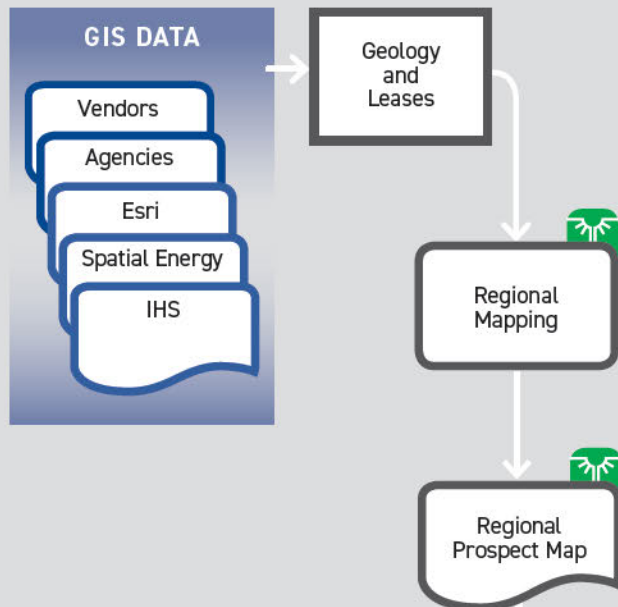 GIS DATA
Vendors
Agencies
Esri
Spatial Energy
IHS
Geology
and
Leases
Regional
Mapping
Regional
Prospect Map